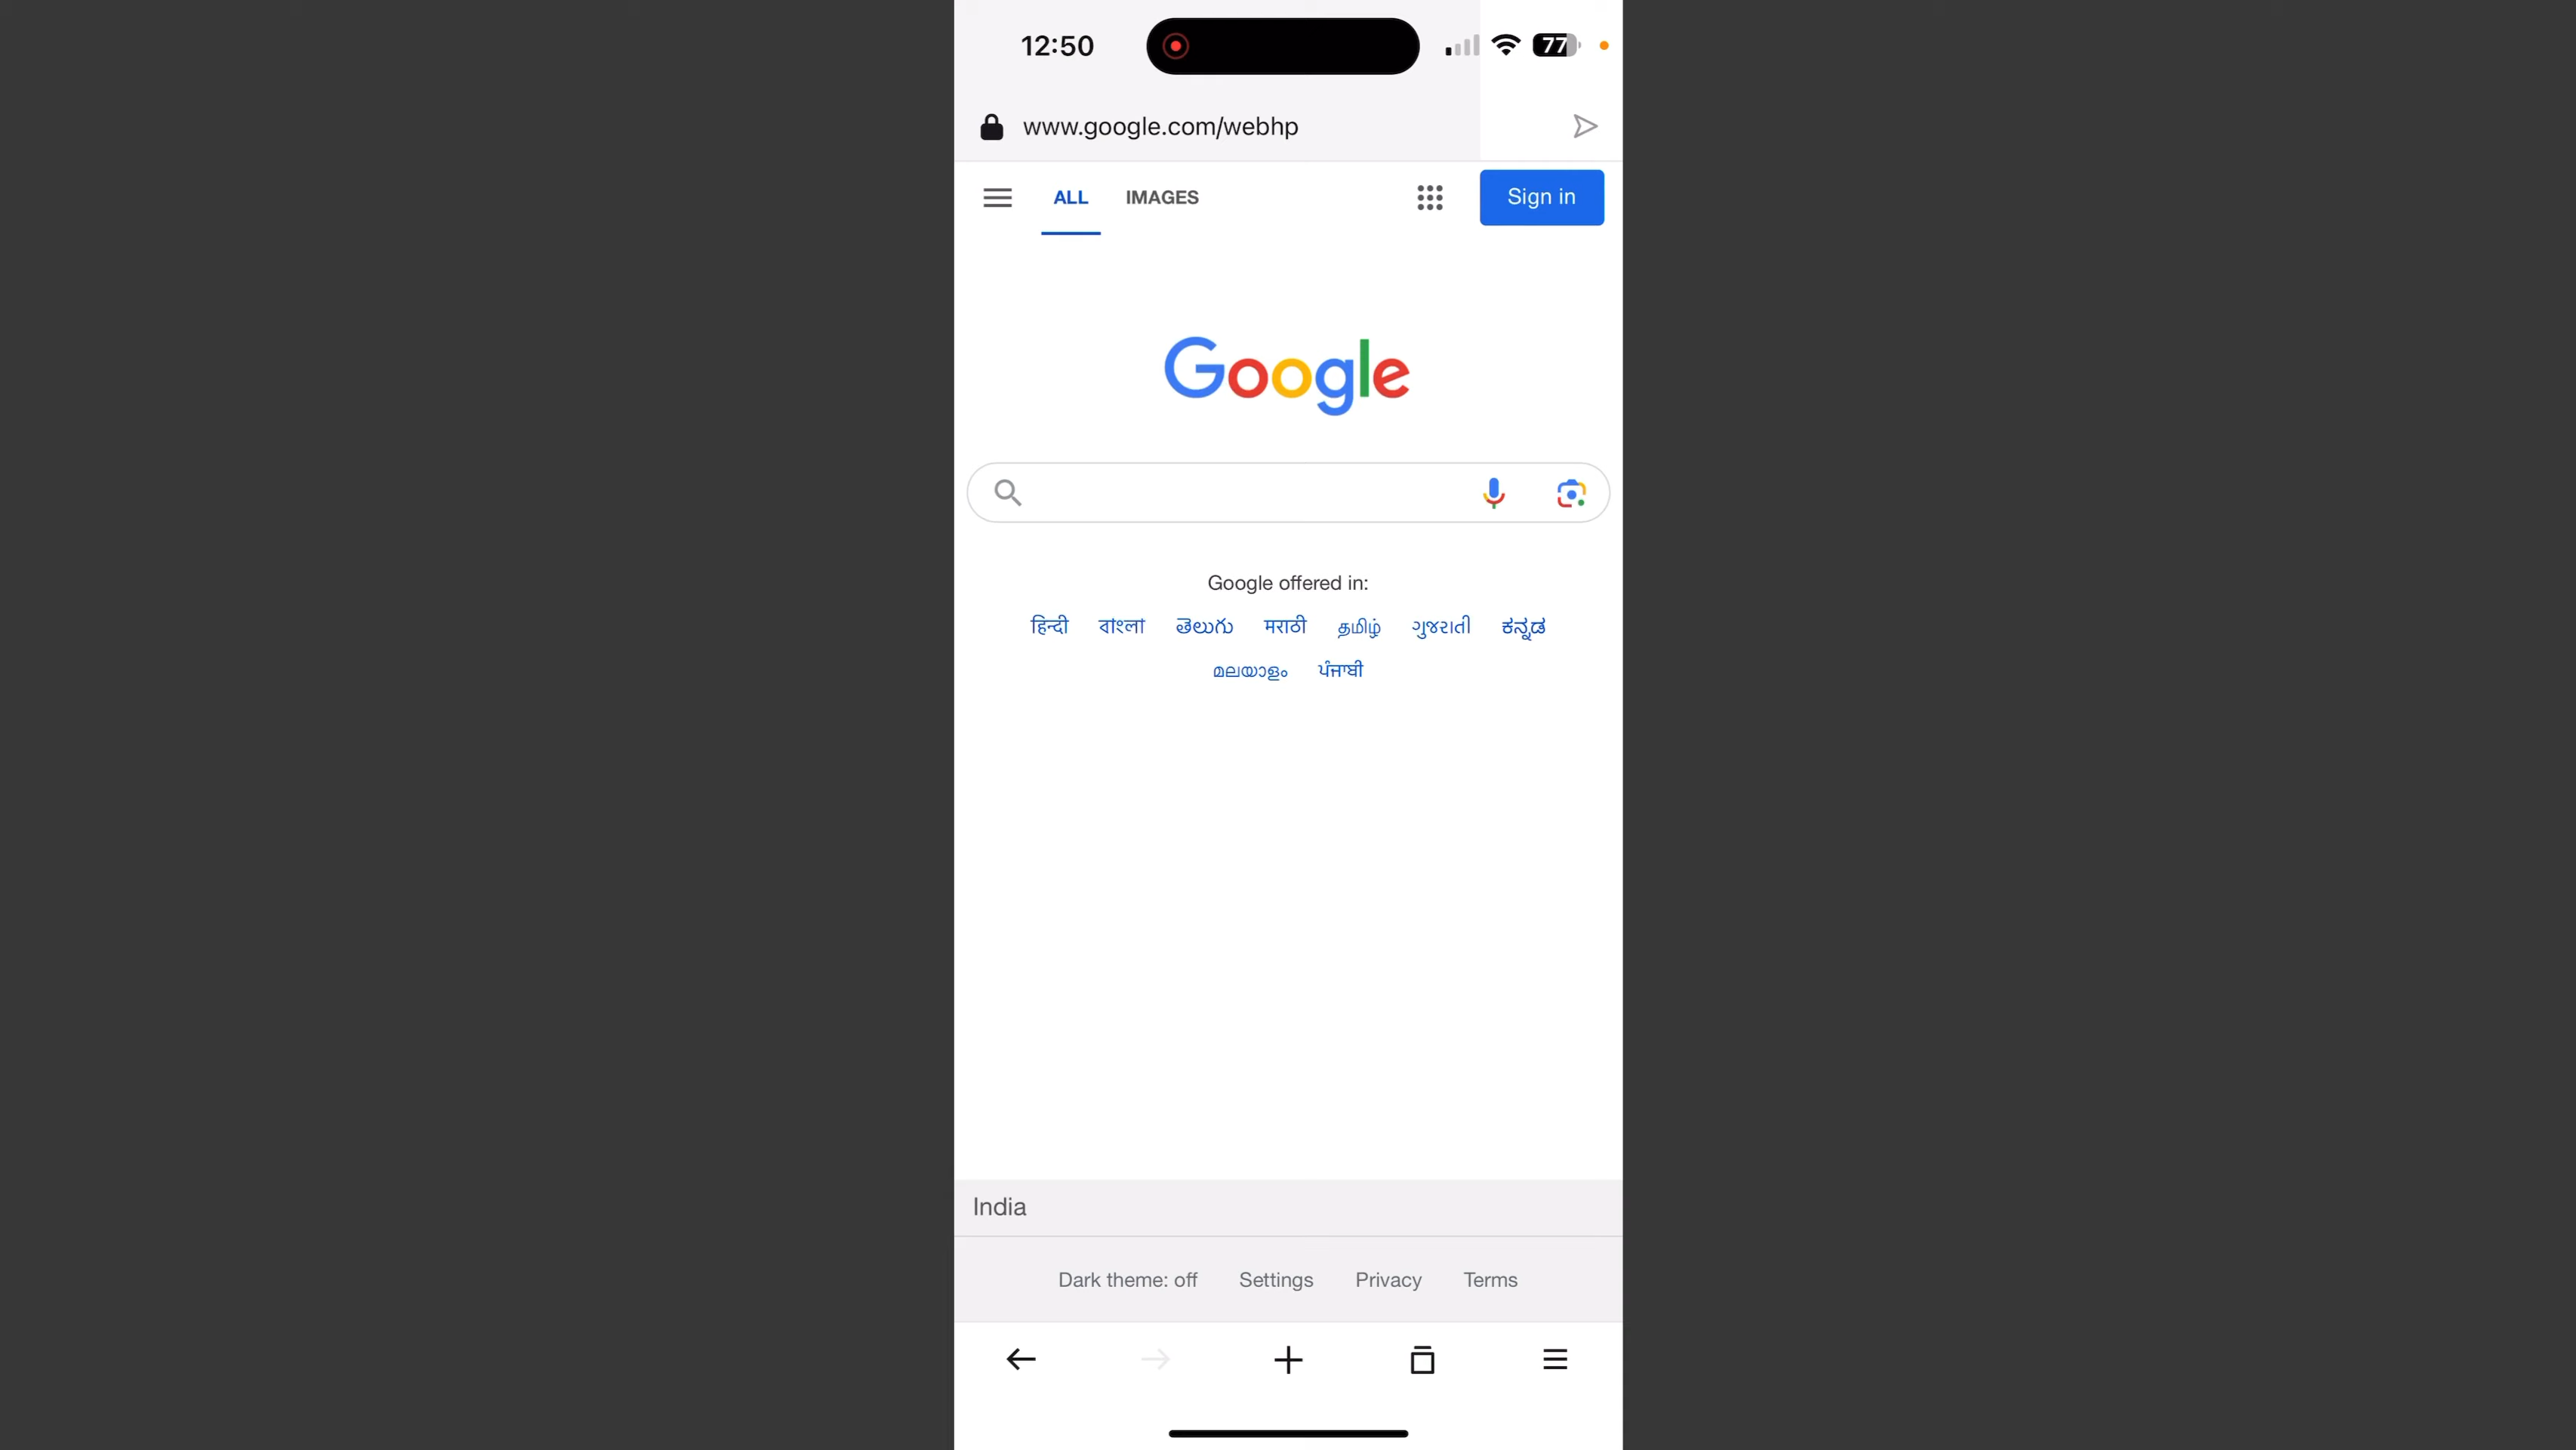 12:50 77
www.google.com/webhp
ALL IMAGES Sign in
Google
Google offered in:
हिन्दी বাংলা తెలుగు मराठी தமிழ் ગુજરાતી ಕನ್ನಡ
മലയാളം ਪੰਜਾਬੀ
India
Dark theme: off Settings Privacy Terms